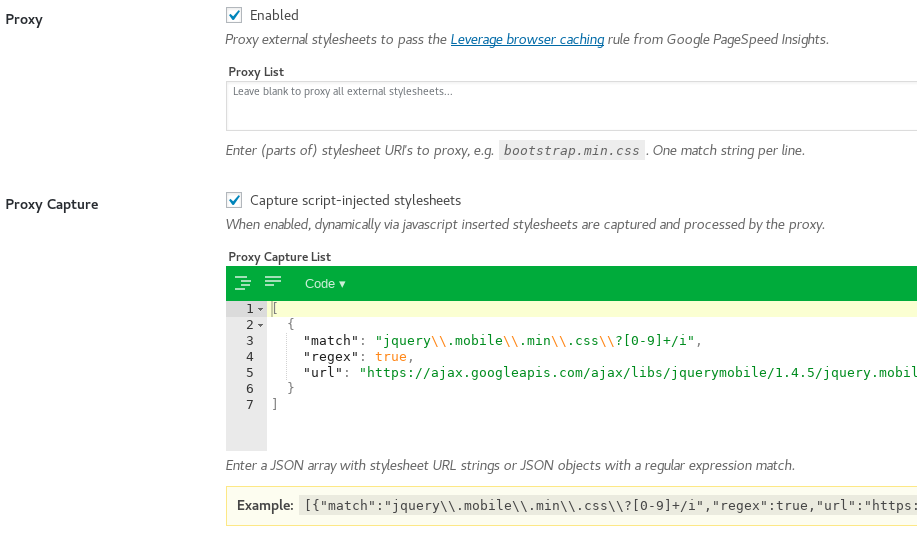 Proxy
Enabled
Proxy external stylesheets to pass the Leverage browser caching rule from Google PageSpeed Insights.
Proxy List
Leave blank to proxy all external stylesheets...
Enter (parts of) stylesheet URI's to proxy, e.g. bootstrap.min.css . One match string per line.
Proxy Capture
Capture script-injected stylesheets
When enabled, dynamically via javascript inserted stylesheets are captured and processed by the proxy.
Proxy Capture List
Code ▾
1 [
2 {
3 "match": "jquery\\.mobile\\.min\\.css\\?[0-9]+/i",
4 "regex": true,
5 "url": "https://ajax.googleapis.com/ajax/libs/jquerymobile/1.4.5/jquery.mobil
6 }
7 ]
Enter a JSON array with stylesheet URL strings or JSON objects with a regular expression match.
Example: [{"match":"jquery\\.mobile\\.min\\.css\\?[0-9]+/i","regex":true,"url":"https: